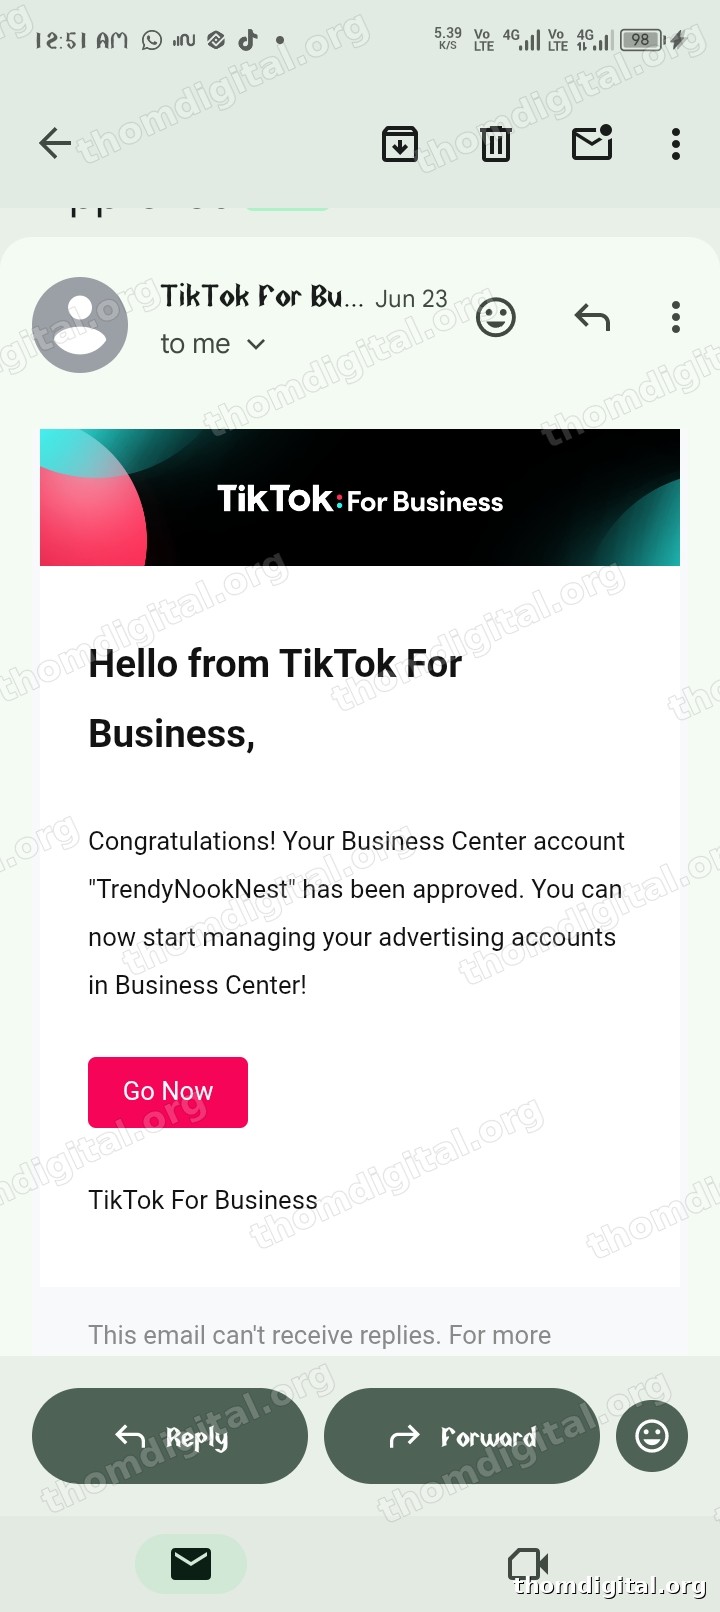 12:51 AM
5.39 K/S Vo LTE 4G Vo LTE 4G 98
TikTok For Bu... Jun 23
to me
TikTok: For Business
Hello from TikTok For
Business,
Congratulations! Your Business Center account
"TrendyNookNest" has been approved. You can
now start managing your advertising accounts
in Business Center!
Go Now
TikTok For Business
This email can't receive replies. For more
Reply Forward
thomdigital.org